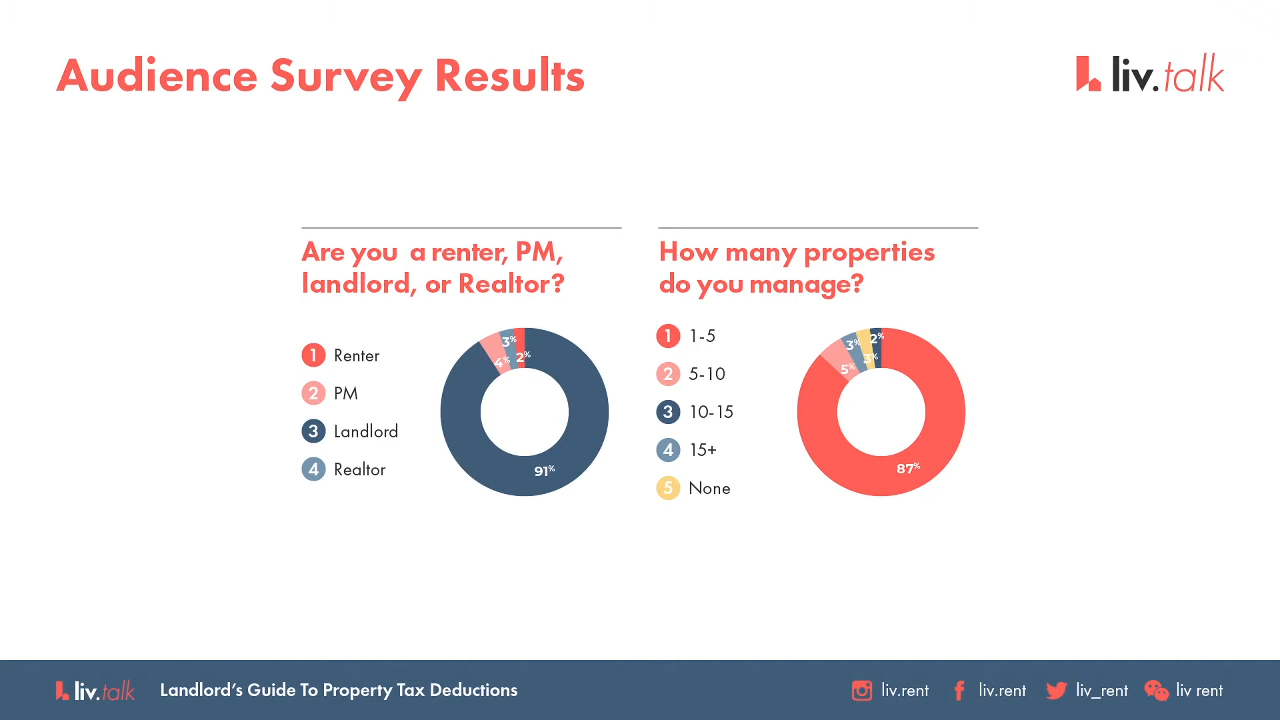 Audience Survey Results
liv.talk
Are you a renter, PM,
landlord, or Realtor?
1 Renter
2 PM
3 Landlord
4 Realtor
3%
4% 2%
91%
How many properties
do you manage?
1 1-5
2 5-10
3 10-15
4 15+
5 None
2%
3%
3%
5%
87%
liv.talk Landlord's Guide To Property Tax Deductions liv.rent liv.rent liv_rent liv rent